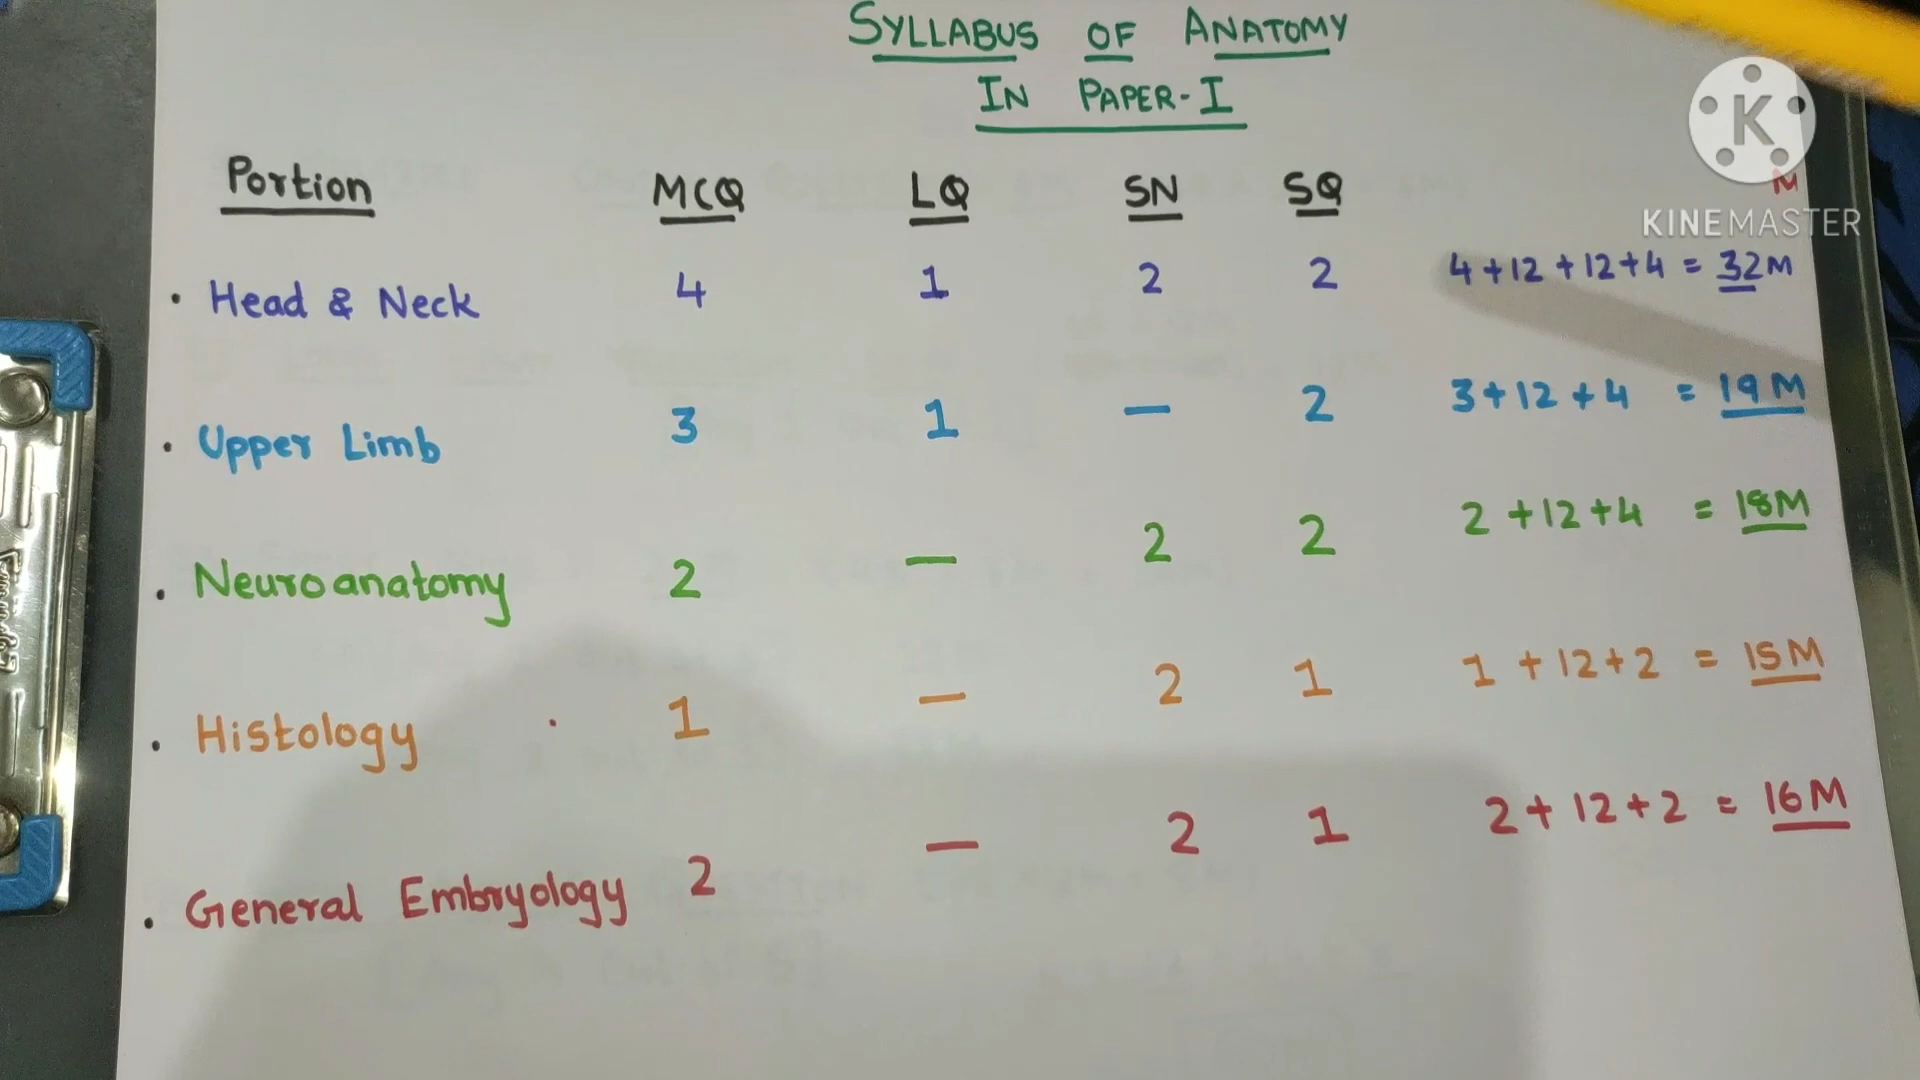 SYLLABUS OF ANATOMY
IN PAPER-I
K
M
KINEMASTER
Portion MCQ LQ SN SQ
• Head & Neck 4 1 2 2 4+12+12+4 = 32M
• Upper Limb 3 1 — 2 3+12+4 = 19M
• Neuroanatomy 2 — 2 2 2+12+4 = 18M
• Histology 1 — 2 1 1+12+2 = 15M
• General Embryology 2 — 2 1 2+12+2 = 16M